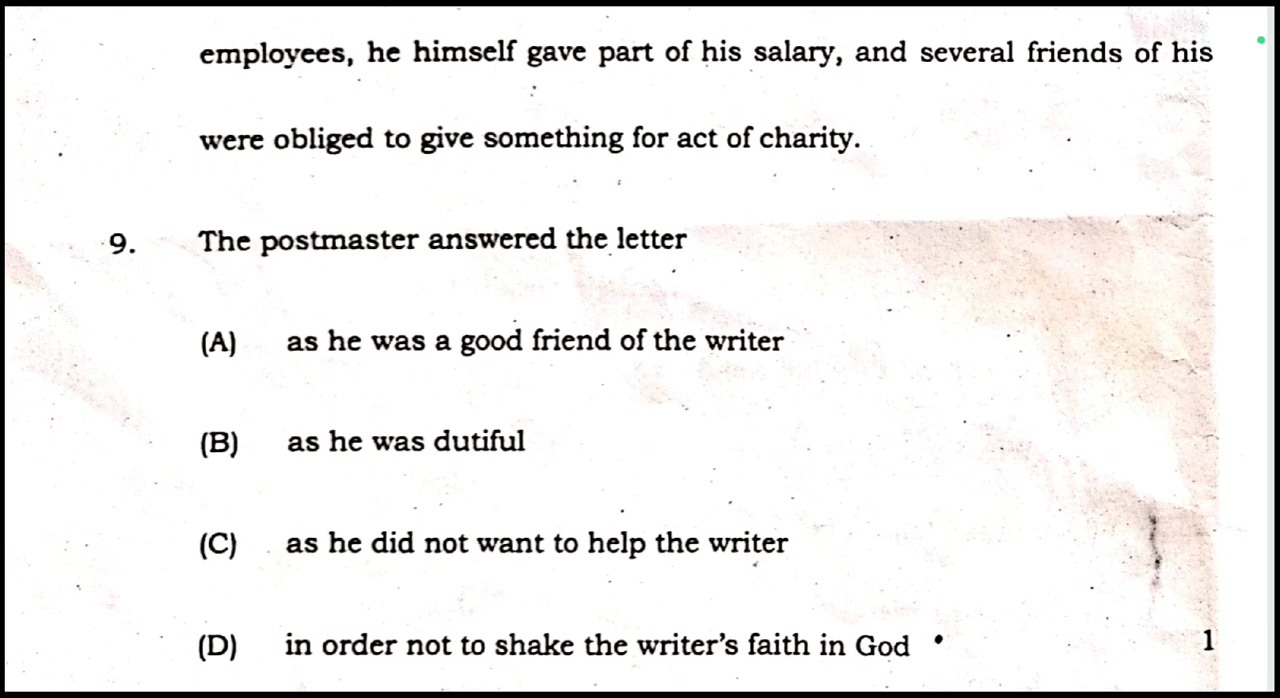 employees, he himself gave part of his salary, and several friends of his
were obliged to give something for act of charity.
9. The postmaster answered the letter
(A) as he was a good friend of the writer
(B) as he was dutiful
(C) as he did not want to help the writer
(D) in order not to shake the writer's faith in God 1